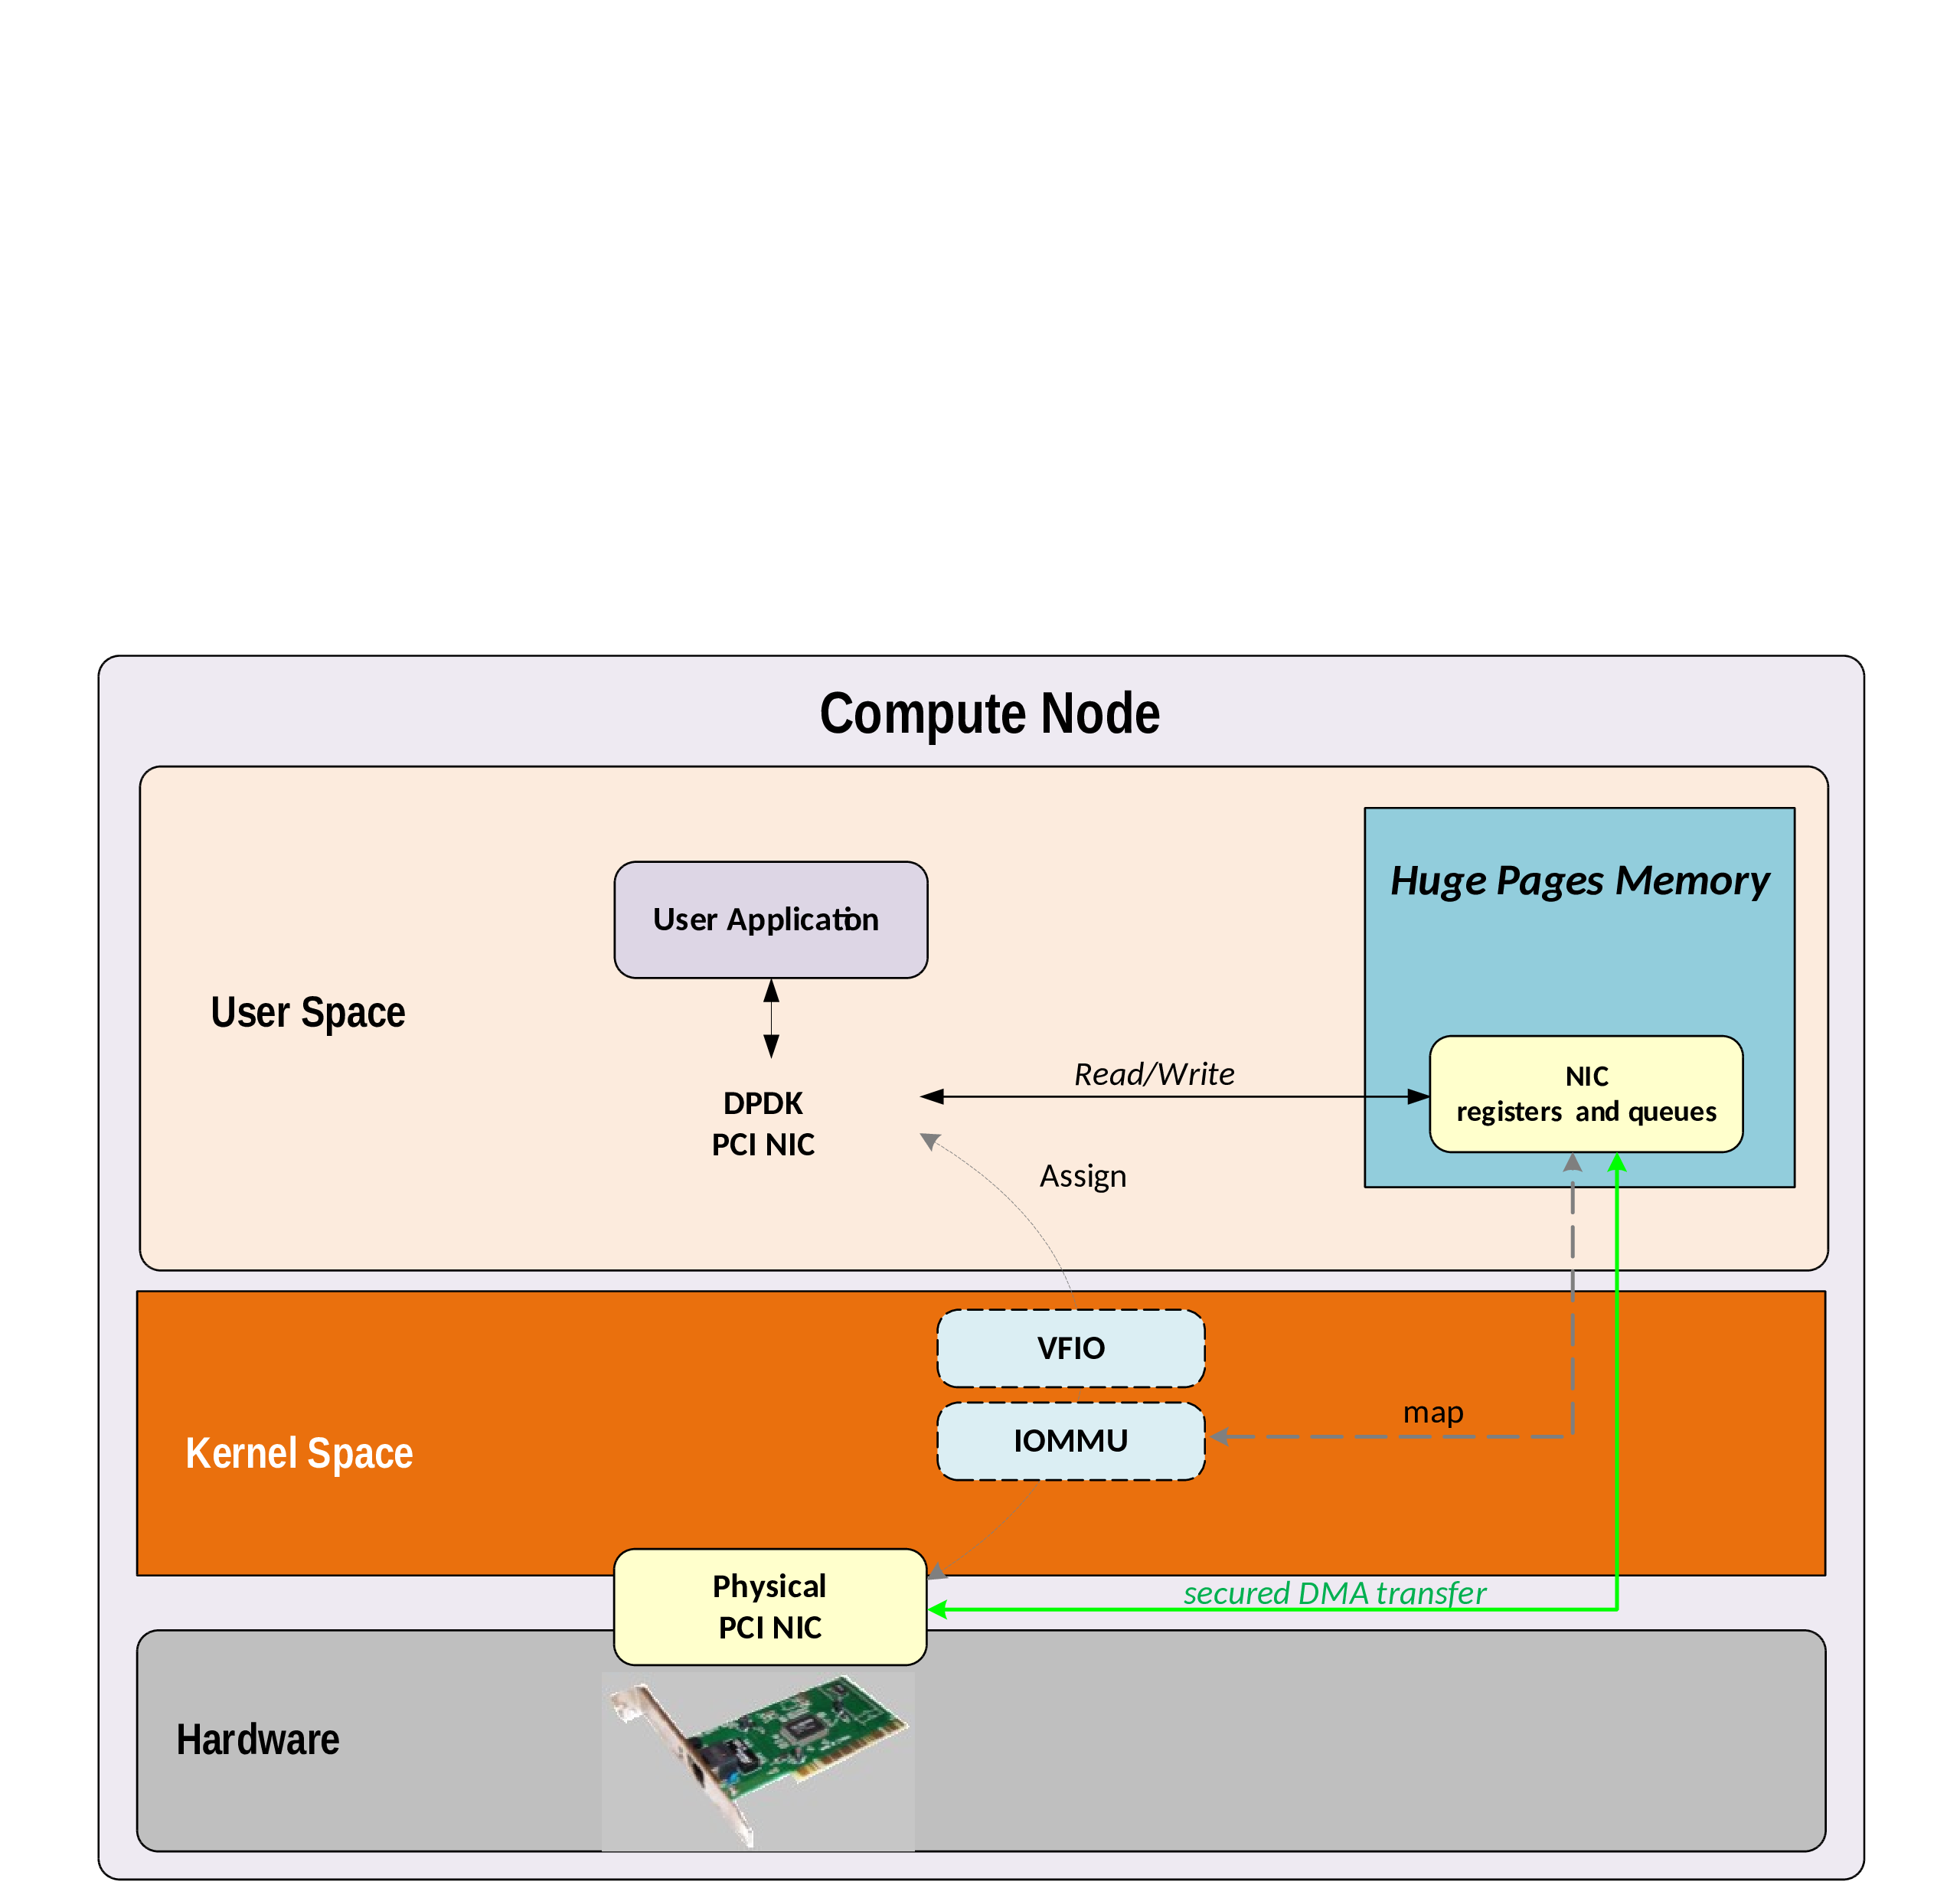 Compute Node
Huge Pages Memory
User Application
User Space
Read/Write
NIC
registers and queues
DPDK
PCI NIC
Assign
VFIO
map
IOMMU
Kernel Space
Physical
PCI NIC
secured DMA transfer
Hardware